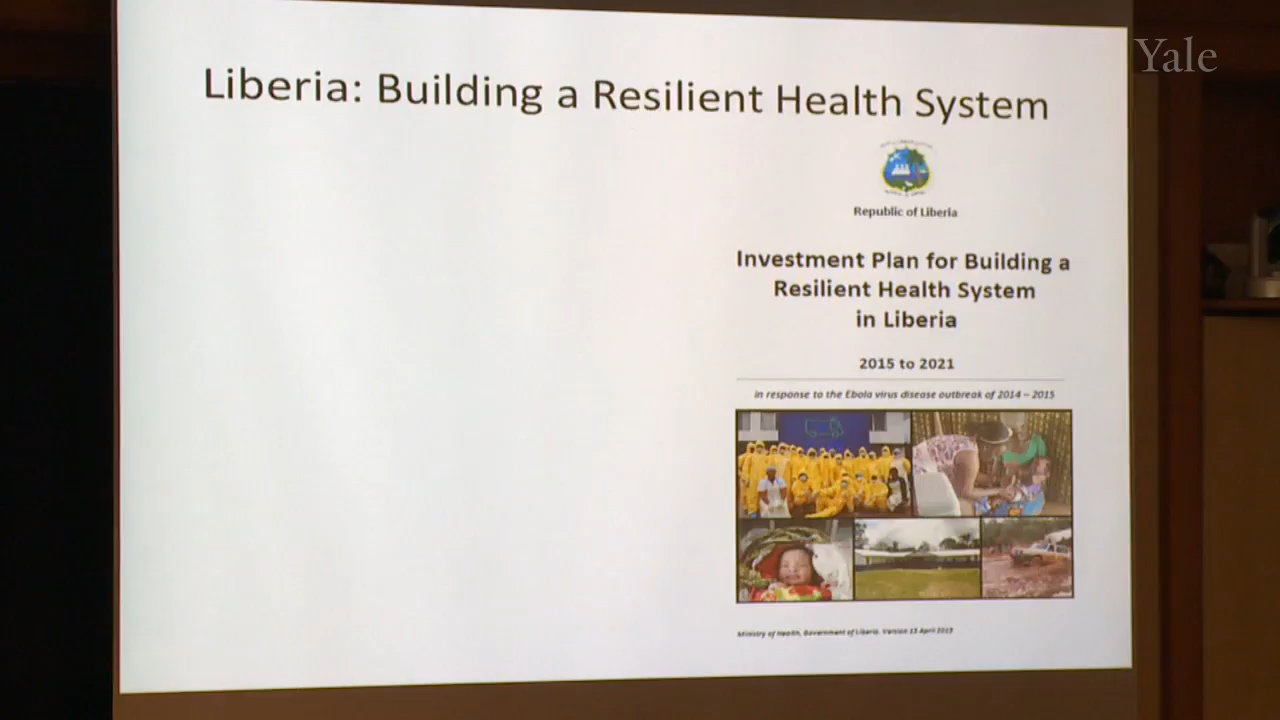 Yale
Liberia: Building a Resilient Health System
Republic of Liberia
Investment Plan for Building a
Resilient Health System
in Liberia
2015 to 2021
in response to the Ebola virus disease outbreak of 2014 – 2015
Ministry of Health, Government of Liberia. Version 15 April 2015